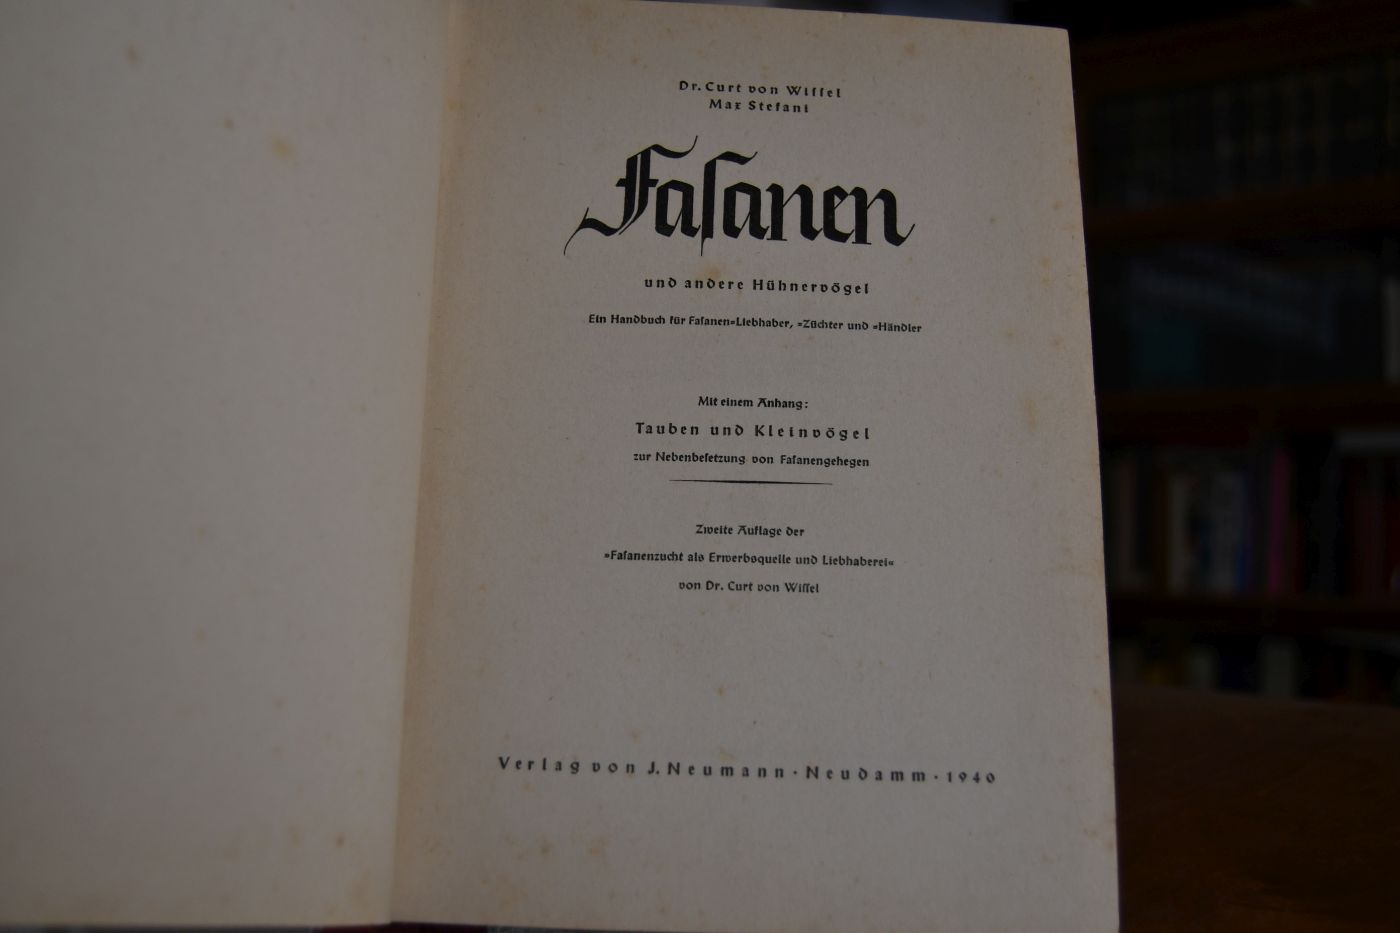 Dr. Curt von Wiſſel
Max Stefani
Faſanen
und andere Hühnervögel
Ein Handbuch für Faſanen=Liebhaber, =Züchter und =Händler
Mit einem Anhang:
Tauben und Kleinvögel
zur Nebenbeſetzung von Faſanengehegen
Zweite Auflage der
»Faſanenzucht als Erwerbsquelle und Liebhaberei«
von Dr. Curt von Wiſſel
Verlag von J. Neumann · Neudamm · 1940